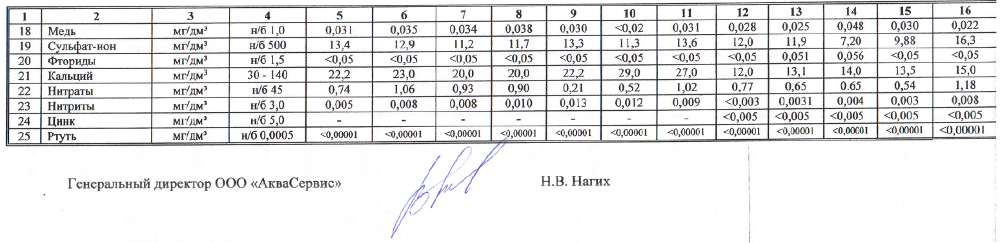 1 2 3 4 5 6 7 8 9 10 11 12 13 14 15 16
18 Медь мг/дм³ н/б 1,0 0,031 0,035 0,034 0,038 0,030 <0,02 0,031 0,028 0,025 0,048 0,030 0,022
19 Сульфат-ион мг/дм³ н/б 500 13,4 12,9 11,2 11,7 13,3 11,3 13,6 12,0 11,9 7,20 9,88 16,3
20 Фториды мг/дм³ н/б 1,5 <0,05 <0,05 <0,05 <0,05 <0,05 <0,05 <0,05 <0,05 0,051 0,056 <0,05 <0,05
21 Кальций мг/дм³ 30 - 140 22,2 23,0 20,0 20,0 22,2 29,0 27,0 12,0 13,1 14,0 13,5 15,0
22 Нитраты мг/дм³ н/б 45 0,74 1,06 0,93 0,90 0,21 0,52 1,02 0,77 0,65 0.65 0,54 1,18
23 Нитриты мг/дм³ н/б 3,0 0,005 0,008 0,008 0,010 0,013 0,012 0,009 <0,003 0,0031 0,004 0,003 0,008
24 Цинк мг/дм³ н/б 5,0 - - - - - - - <0,005 <0,005 <0,005 <0,005 <0,005
25 Ртуть мг/дм³ н/б 0,0005 <0,00001 <0,00001 <0,00001 <0,00001 <0,00001 <0,00001 <0,00001 <0,00001 <0,00001 <0,00001 <0,00001 <0,00001
Генеральный директор ООО «АкваСервис» Н.В. Нагих